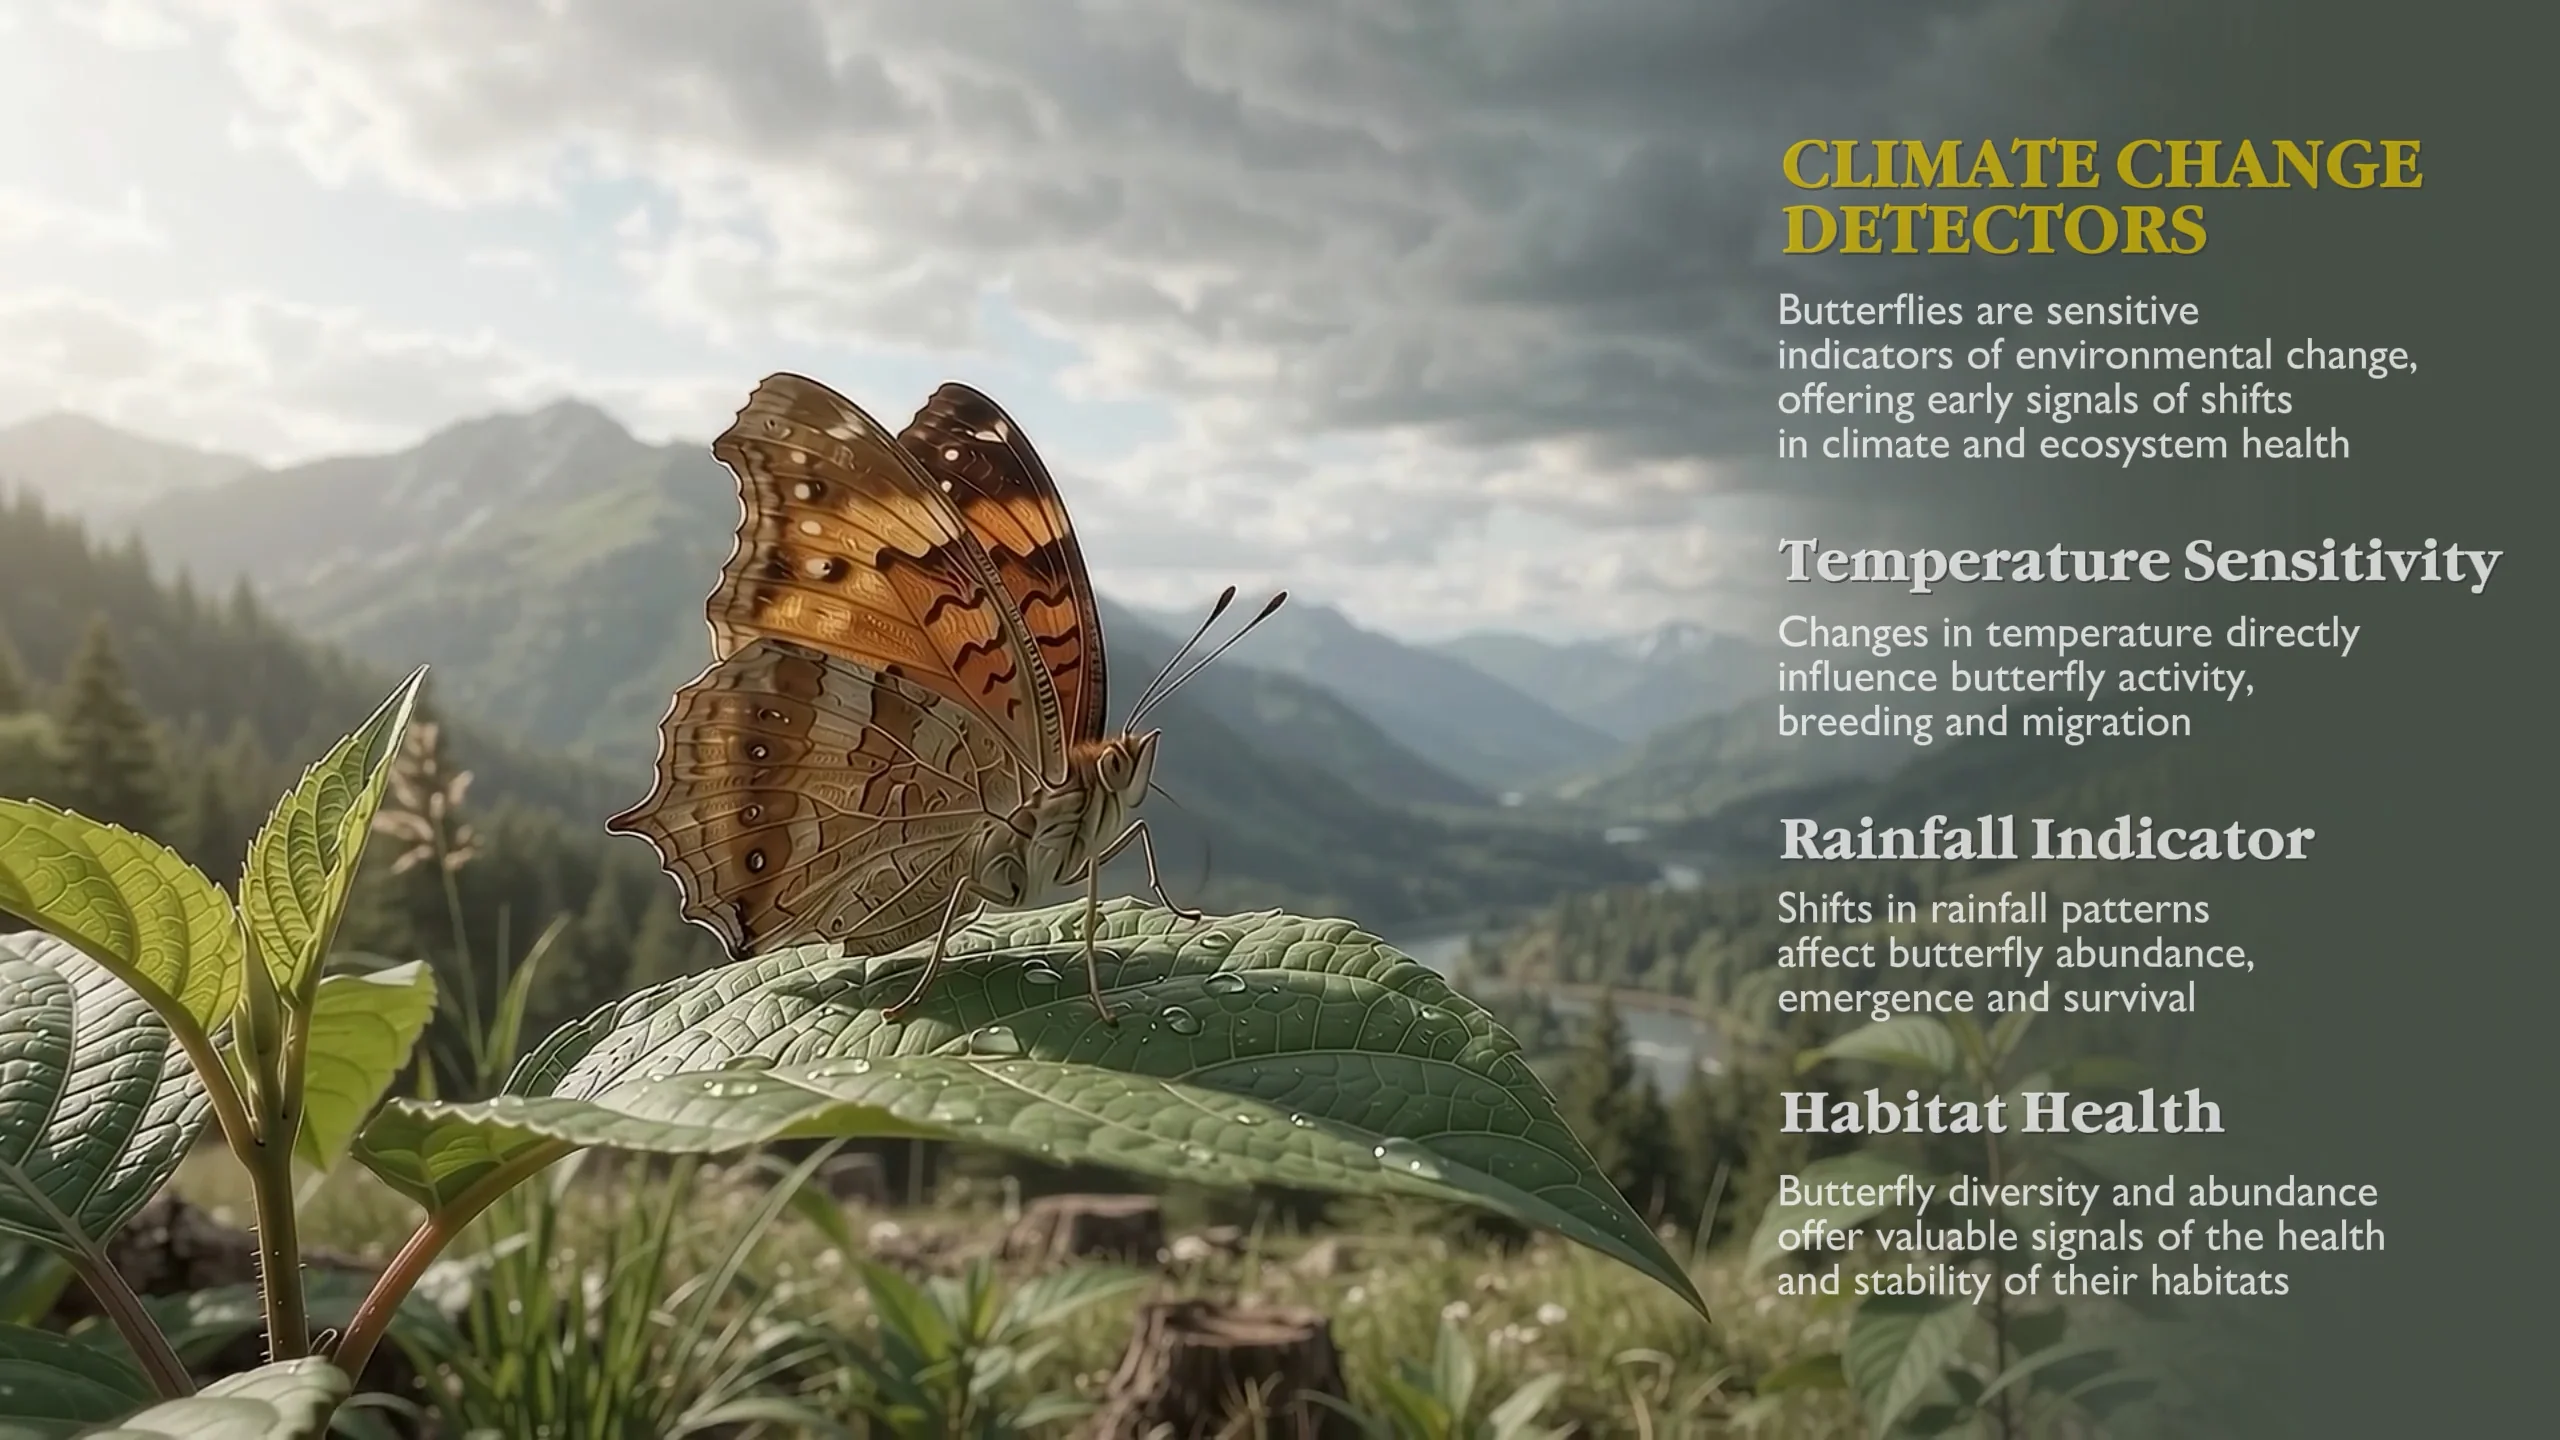 CLIMATE CHANGE
DETECTORS
Butterflies are sensitive
indicators of environmental change,
offering early signals of shifts
in climate and ecosystem health
Temperature Sensitivity
Changes in temperature directly
influence butterfly activity,
breeding and migration
Rainfall Indicator
Shifts in rainfall patterns
affect butterfly abundance,
emergence and survival
Habitat Health
Butterfly diversity and abundance
offer valuable signals of the health
and stability of their habitats